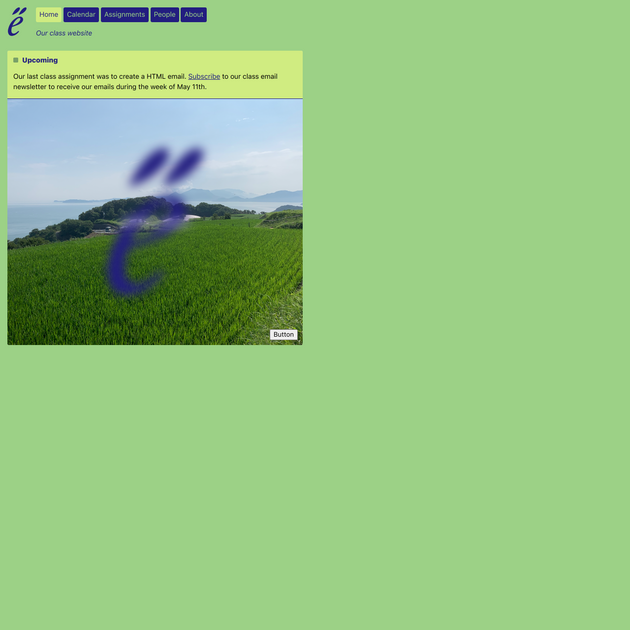 ë
Home Calendar Assignments People About
Our class website
Upcoming
Our last class assignment was to create a HTML email. Subscribe to our class email
newsletter to receive our emails during the week of May 11th.
ë
Button